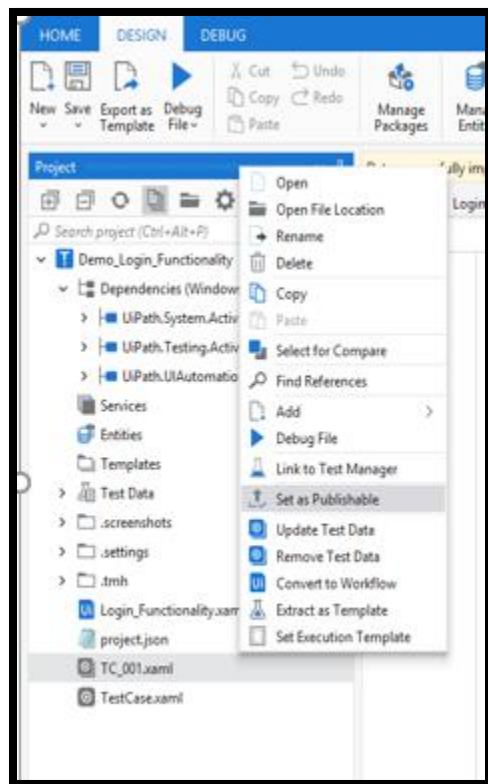 HOME DESIGN DEBUG
New Save Export as Template Debug File Cut Copy Paste Undo Redo Manage Packages
Project
Search project (Ctrl+Alt+P)
Demo_Login_Functionality
Dependencies (Window
UiPath.System.Activ
UiPath.Testing.Activ
UiPath.UIAutomatio
Services
Entities
Templates
Test Data
.screenshots
.settings
.tmh
Login_Functionality.xam
project.json
TC_001.xaml
TestCase.xaml
Open
Open File Location
Rename
Delete
Copy
Paste
Select for Compare
Find References
Add
Debug File
Link to Test Manager
Set as Publishable
Update Test Data
Remove Test Data
Convert to Workflow
Extract as Template
Set Execution Template
Login